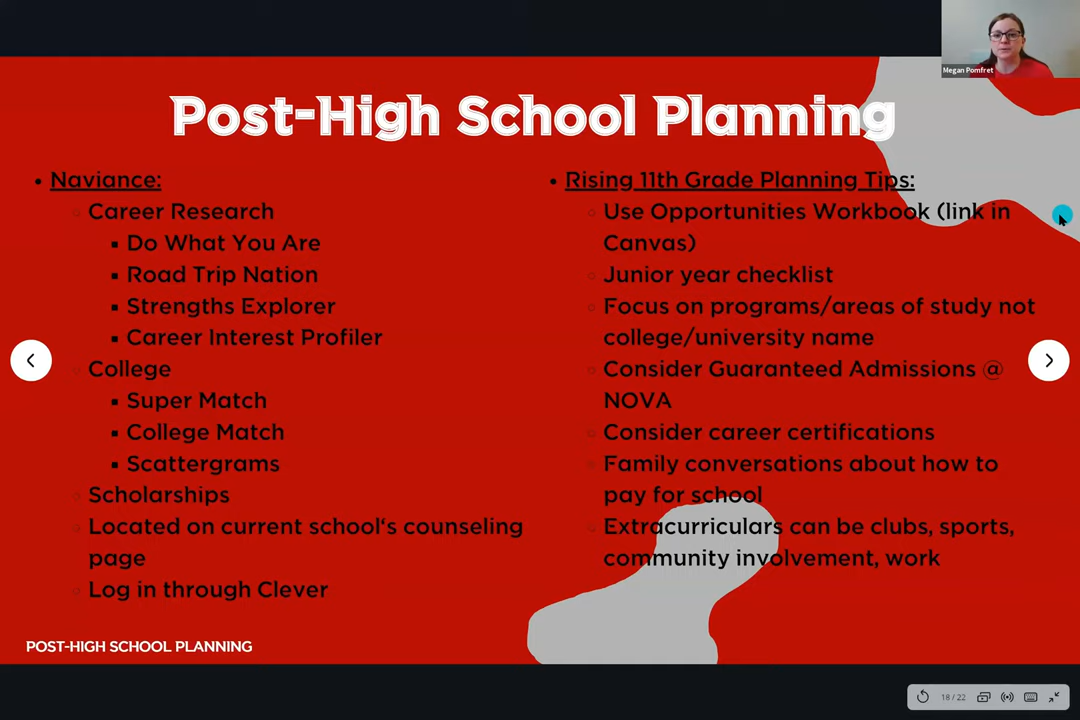 Megan Pomfret
Post-High School Planning
Naviance:
Career Research
Do What You Are
Road Trip Nation
Strengths Explorer
Career Interest Profiler
College
Super Match
College Match
Scattergrams
Scholarships
Located on current school‘s counseling
page
Log in through Clever
Rising 11th Grade Planning Tips:
Use Opportunities Workbook (link in
Canvas)
Junior year checklist
Focus on programs/areas of study not
college/university name
Consider Guaranteed Admissions @
NOVA
Consider career certifications
Family conversations about how to
pay for school
Extracurriculars can be clubs, sports,
community involvement, work
POST-HIGH SCHOOL PLANNING
18 / 22